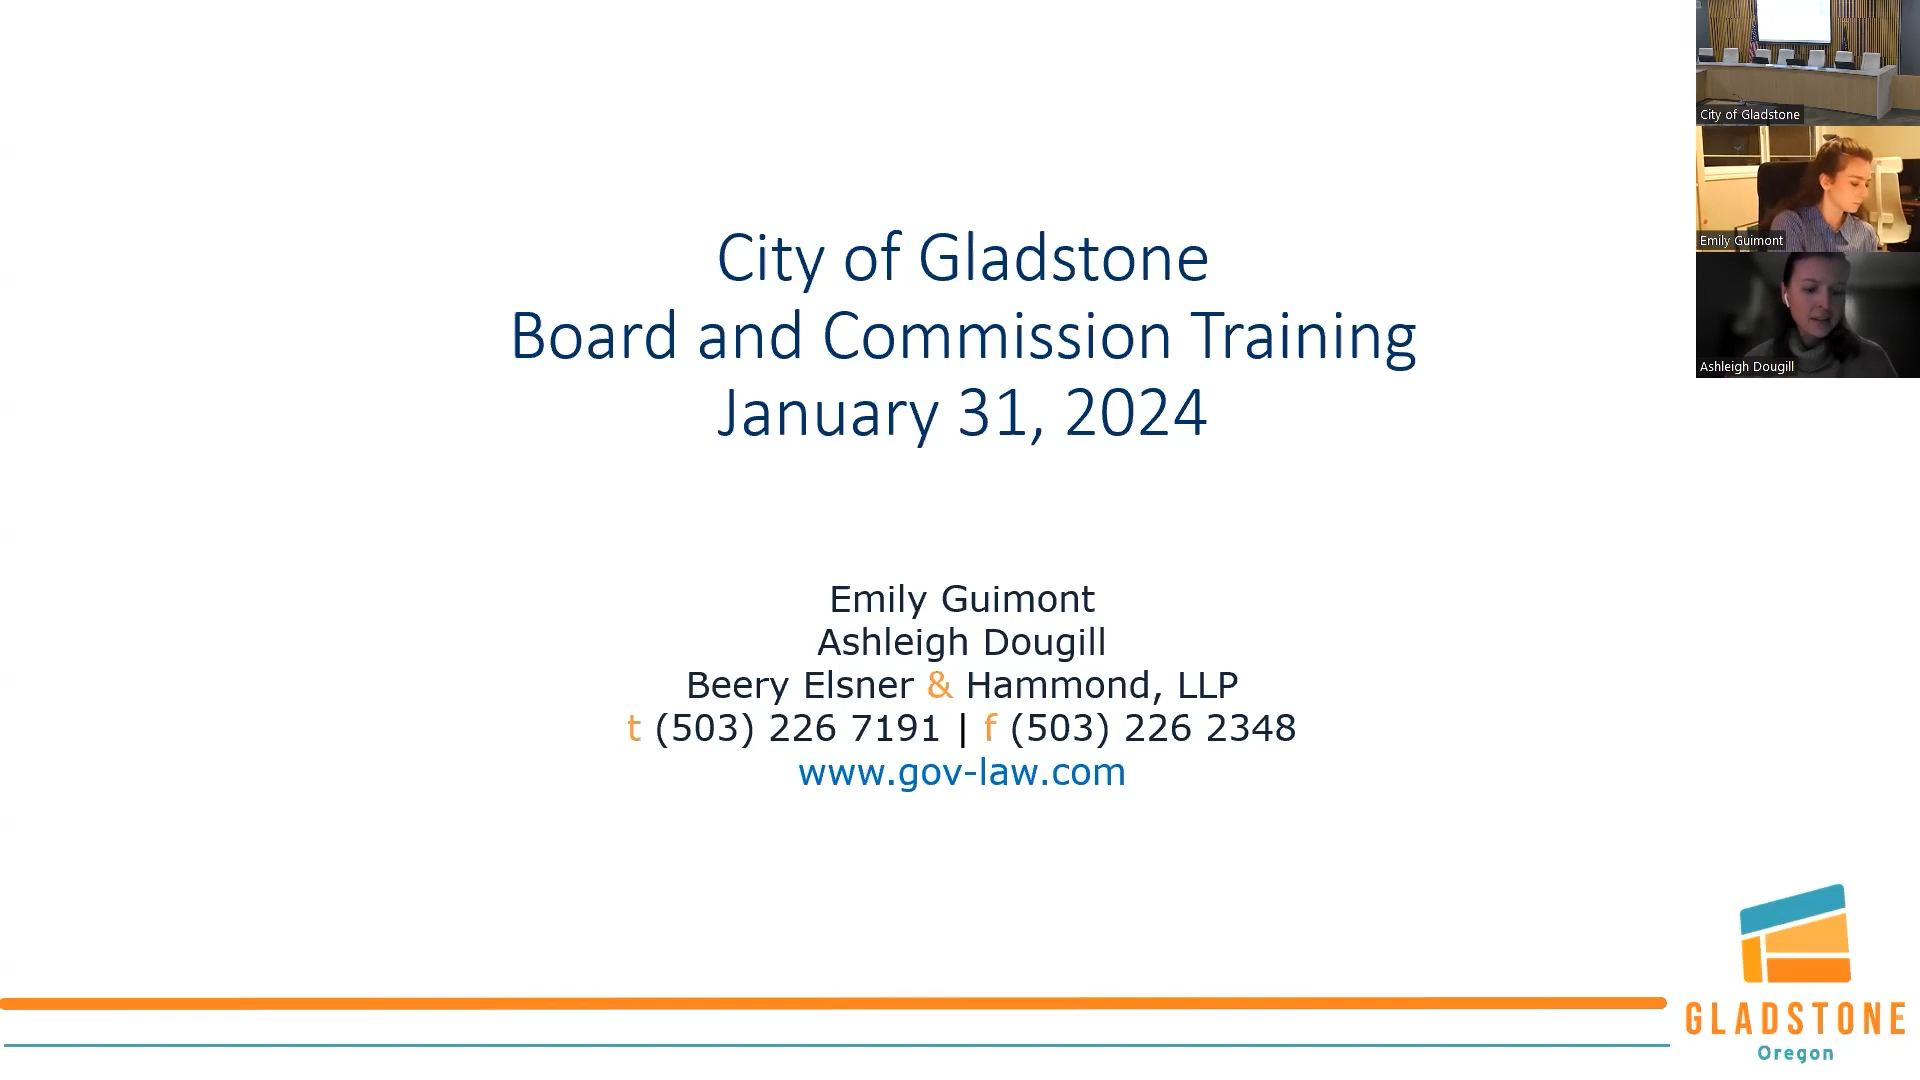 City of Gladstone
Board and Commission Training
January 31, 2024
Emily Guimont
Ashleigh Dougill
Beery Elsner & Hammond, LLP
t (503) 226 7191 | f (503) 226 2348
www.gov-law.com
City of Gladstone
Emily Guimont
Ashleigh Dougill
GLADSTONE
Oregon